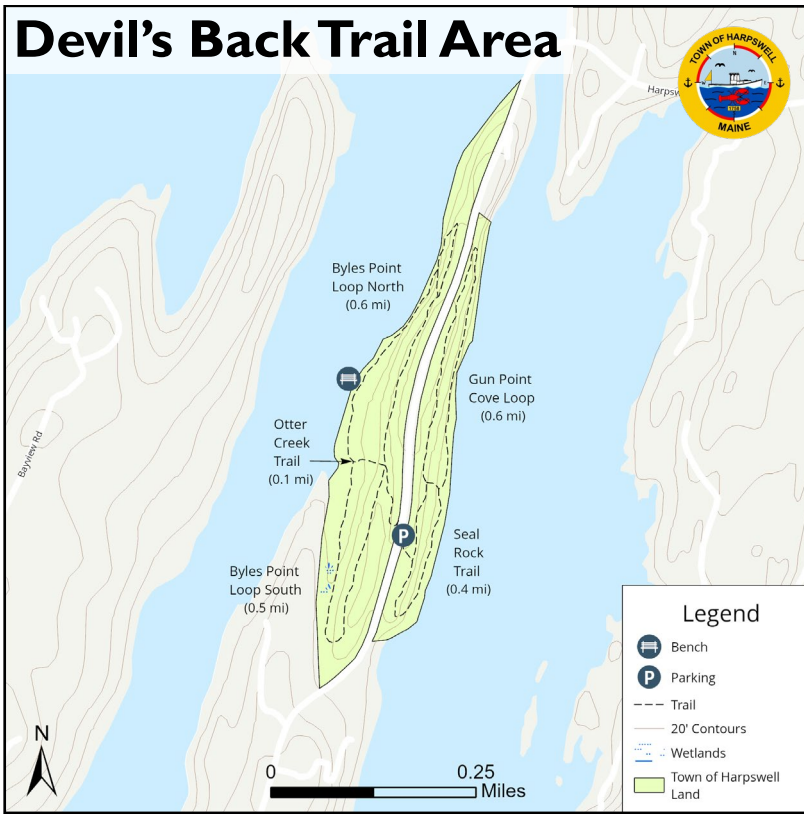 Devil's Back Trail Area
TOWN OF HARPSWELL
N
W
E
1758
MAINE
Harpsw
Byles Point
Loop North
(0.6 mi)
Gun Point
Cove Loop
(0.6 mi)
Otter
Creek
Trail
(0.1 mi)
Bayview Rd
P
Seal
Rock
Trail
(0.4 mi)
Byles Point
Loop South
(0.5 mi)
Legend
Bench
P Parking
Trail
20' Contours
Wetlands
Town of Harpswell
Land
N
0 0.25
Miles